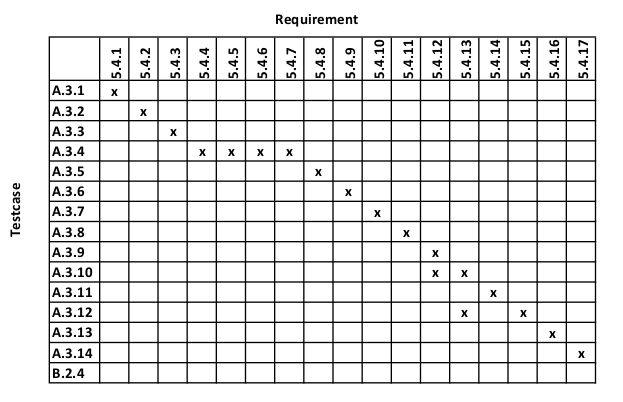 Requirement
5.4.1 5.4.2 5.4.3 5.4.4 5.4.5 5.4.6 5.4.7 5.4.8 5.4.9 5.4.10 5.4.11 5.4.12 5.4.13 5.4.14 5.4.15 5.4.16 5.4.17
Testcase
A.3.1 x
A.3.2 x
A.3.3 x
A.3.4 x x x x
A.3.5 x
A.3.6 x
A.3.7 x
A.3.8 x
A.3.9 x
A.3.10 x x
A.3.11 x
A.3.12 x x
A.3.13 x
A.3.14 x
B.2.4